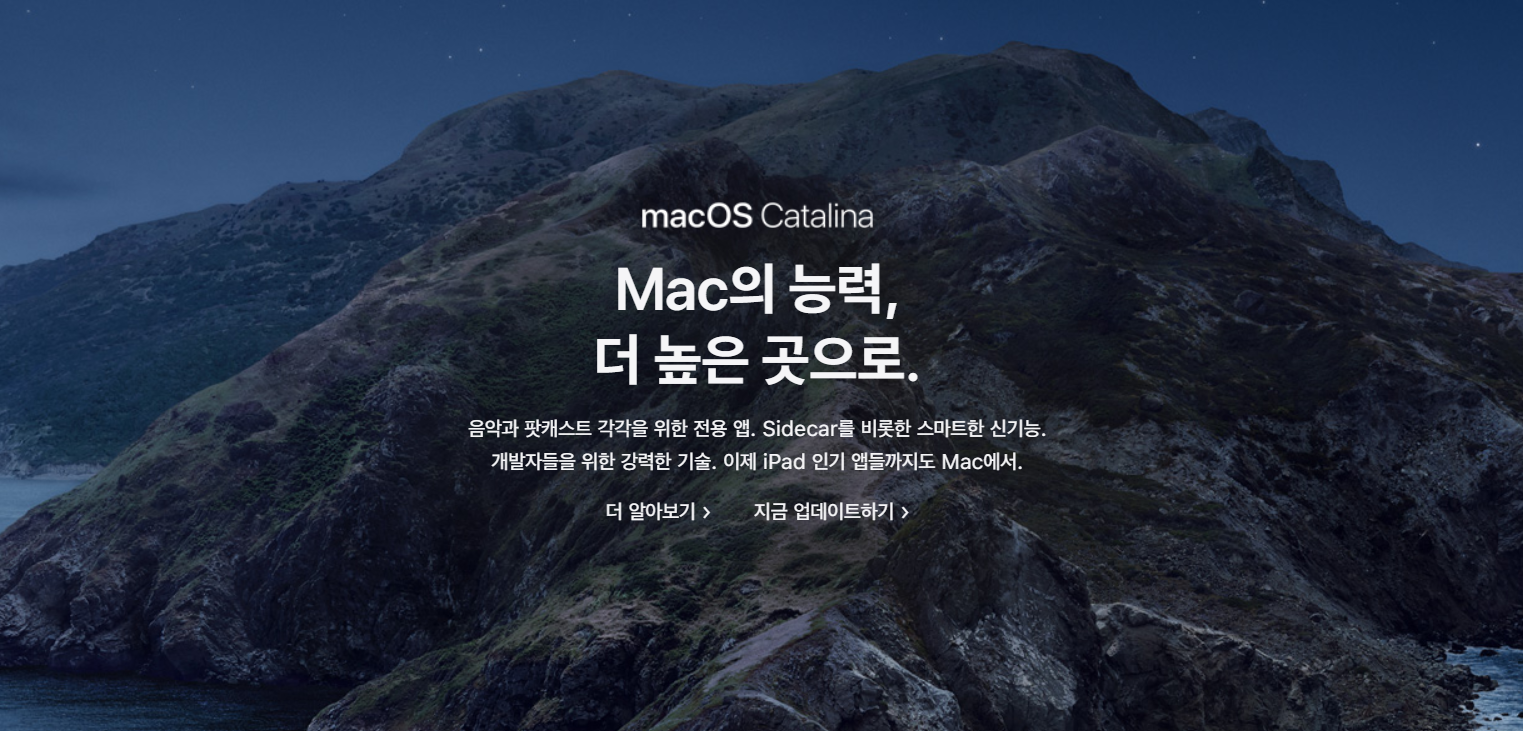 macOS Catalina
Mac의 능력,
더 높은 곳으로.
음악과 팟캐스트 각각을 위한 전용 앱. Sidecar를 비롯한 스마트한 신기능.
개발자들을 위한 강력한 기술. 이제 iPad 인기 앱들까지도 Mac에서.
더 알아보기 › 지금 업데이트하기 ›